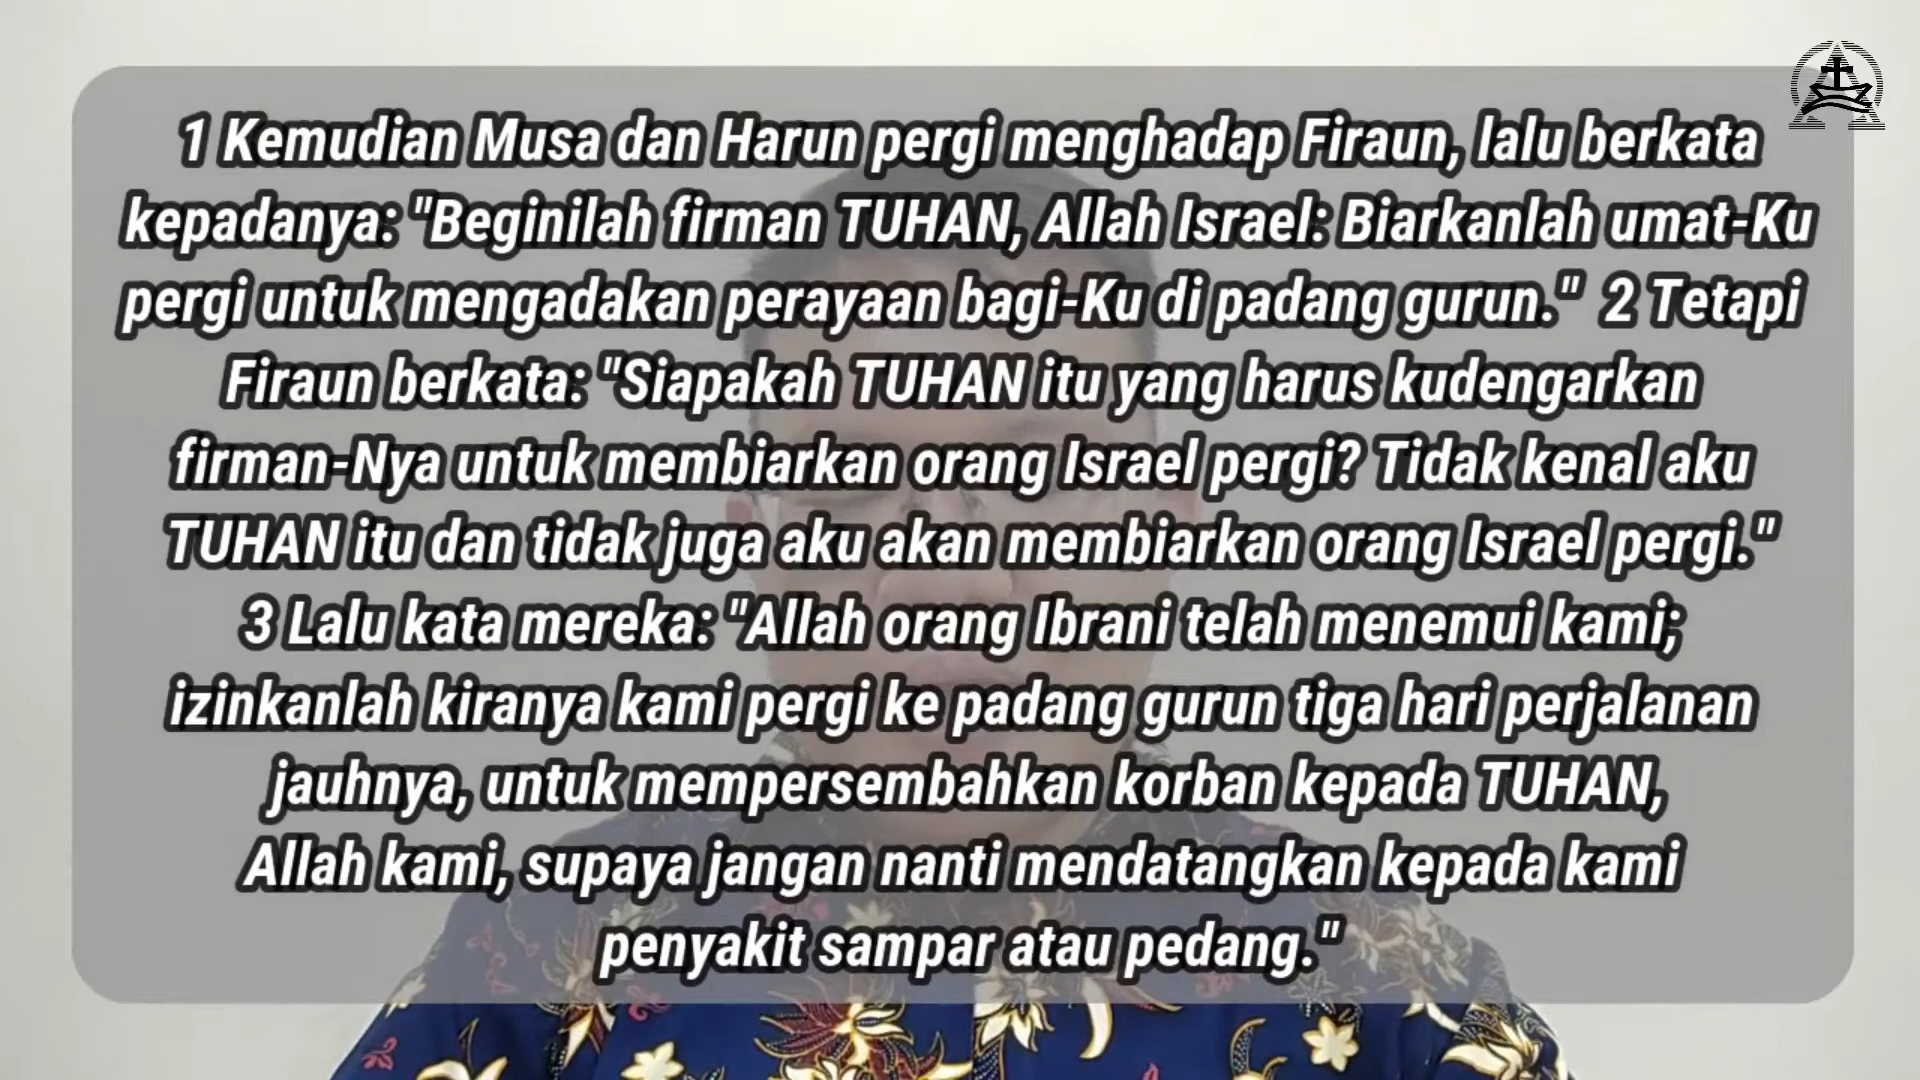 1 Kemudian Musa dan Harun pergi menghadap Firaun, lalu berkata
kepadanya: "Beginilah firman TUHAN, Allah Israel: Biarkanlah umat-Ku
pergi untuk mengadakan perayaan bagi-Ku di padang gurun." 2 Tetapi
Firaun berkata: "Siapakah TUHAN itu yang harus kudengarkan
firman-Nya untuk membiarkan orang Israel pergi? Tidak kenal aku
TUHAN itu dan tidak juga aku akan membiarkan orang Israel pergi."
3 Lalu kata mereka: "Allah orang Ibrani telah menemui kami;
izinkanlah kiranya kami pergi ke padang gurun tiga hari perjalanan
jauhnya, untuk mempersembahkan korban kepada TUHAN,
Allah kami, supaya jangan nanti mendatangkan kepada kami
penyakit sampar atau pedang."